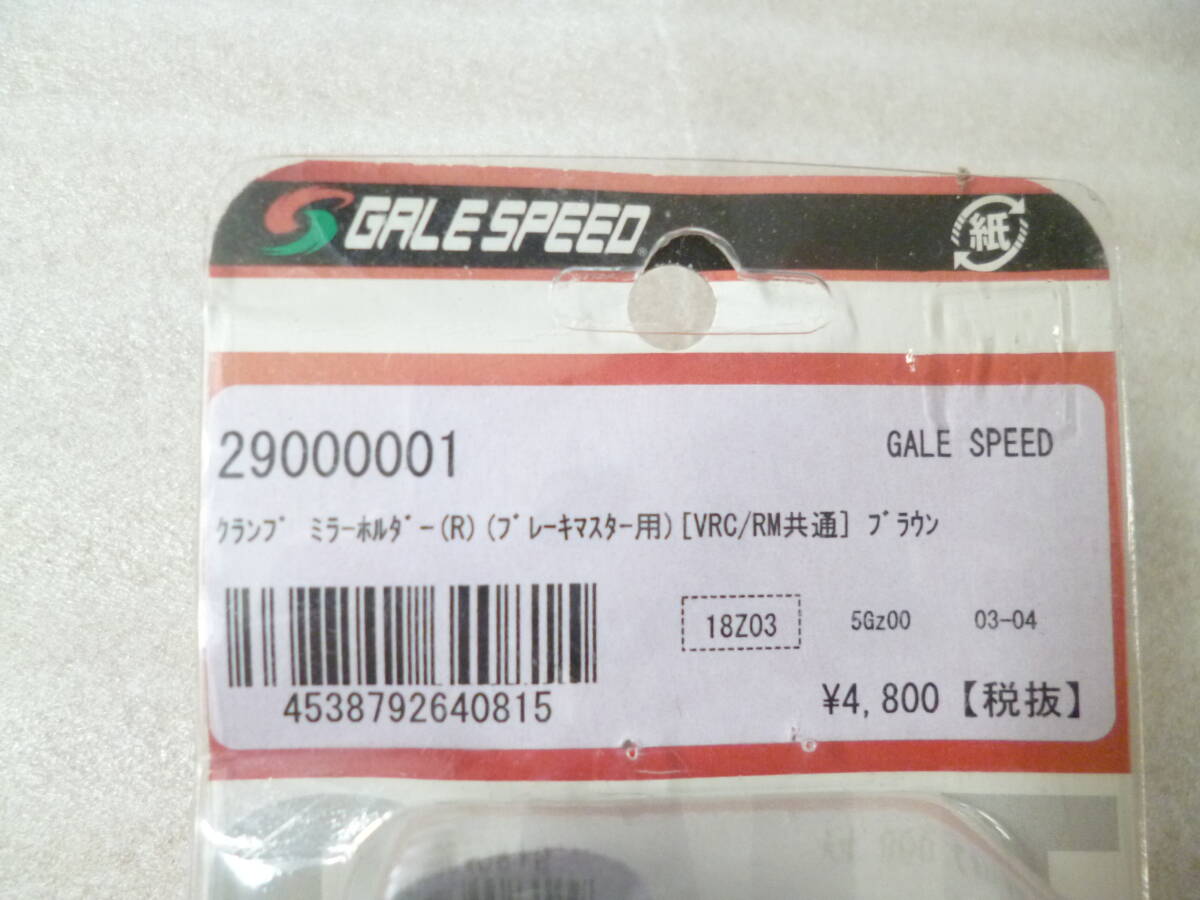 GALE SPEED
紙
29000001
GALE SPEED
ｸﾗﾝﾌﾟ ﾐﾗｰﾎﾙﾀﾞｰ(R)(ﾌﾞﾚｰｷﾏｽﾀｰ用)[VRC/RM共通] ﾌﾞﾗｳﾝ
18Z03 5Gz00 03-04
4538792640815
¥4,800【税抜】